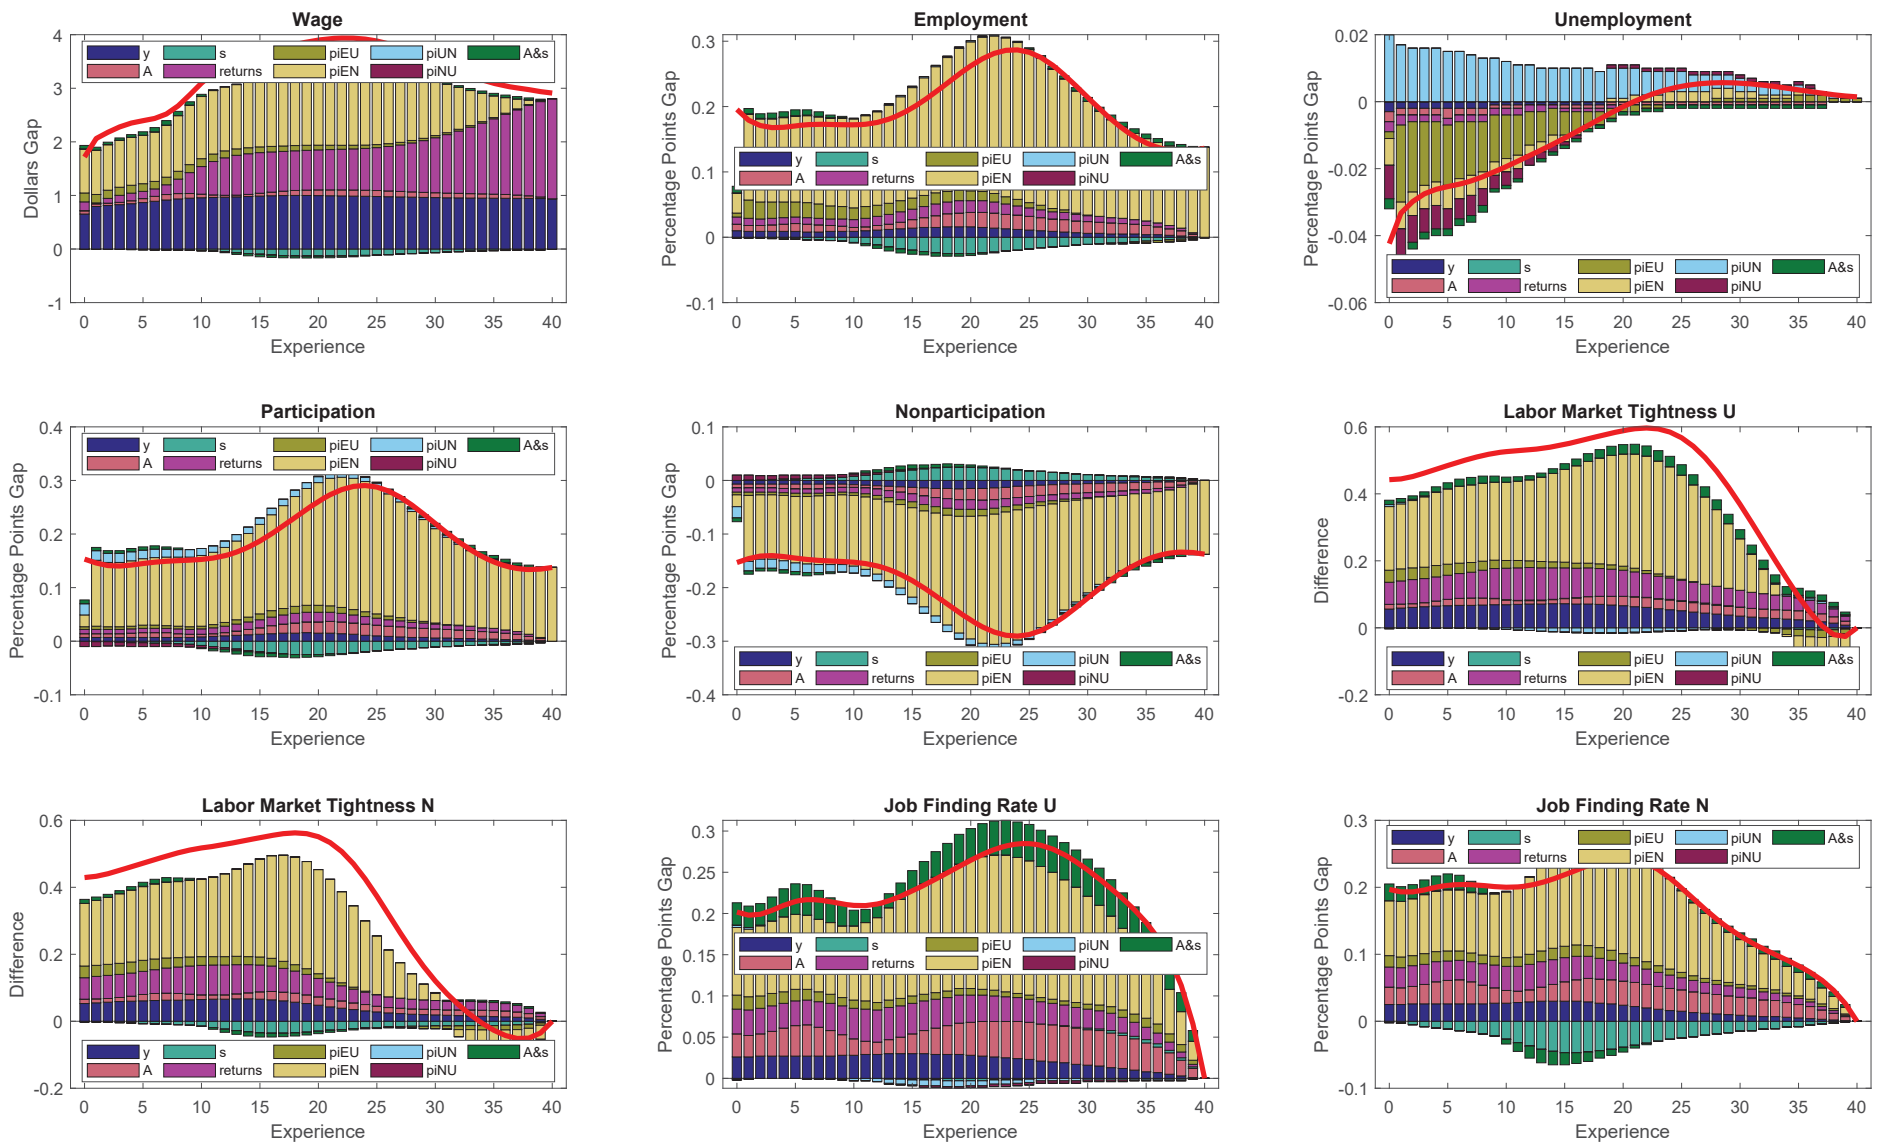 Wage
4
3
2
1
0
-1
Dollars Gap
y s piEU piUN A&s
A returns piEN piNU
0 5 10 15 20 25 30 35 40
Experience
Employment
0.3
0.2
0.1
0
-0.1
Percentage Points Gap
y s piEU piUN A&s
A returns piEN piNU
0 5 10 15 20 25 30 35 40
Experience
Unemployment
0.02
0
-0.02
-0.04
-0.06
Percentage Points Gap
y s piEU piUN A&s
A returns piEN piNU
0 5 10 15 20 25 30 35 40
Experience
Participation
0.4
0.3
0.2
0.1
0
-0.1
Percentage Points Gap
y s piEU piUN A&s
A returns piEN piNU
0 5 10 15 20 25 30 35 40
Experience
Nonparticipation
0.1
0
-0.1
-0.2
-0.3
-0.4
Percentage Points Gap
y s piEU piUN A&s
A returns piEN piNU
0 5 10 15 20 25 30 35 40
Experience
Labor Market Tightness U
0.6
0.4
0.2
0
-0.2
Difference
y s piEU piUN A&s
A returns piEN piNU
0 5 10 15 20 25 30 35 40
Experience
Labor Market Tightness N
0.6
0.4
0.2
0
-0.2
Difference
y s piEU piUN A&s
A returns piEN piNU
0 5 10 15 20 25 30 35 40
Experience
Job Finding Rate U
0.3
0.25
0.2
0.15
0.1
0.05
0
Percentage Points Gap
y s piEU piUN A&s
A returns piEN piNU
0 5 10 15 20 25 30 35 40
Experience
Job Finding Rate N
0.3
0.2
0.1
0
-0.1
Percentage Points Gap
y s piEU piUN A&s
A returns piEN piNU
0 5 10 15 20 25 30 35 40
Experience